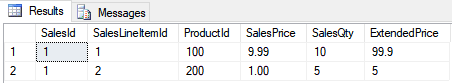 Results Messages
SalesId SalesLineItemId ProductId SalesPrice SalesQty ExtendedPrice
1 1 1 100 9.99 10 99.9
2 1 2 200 1.00 5 5